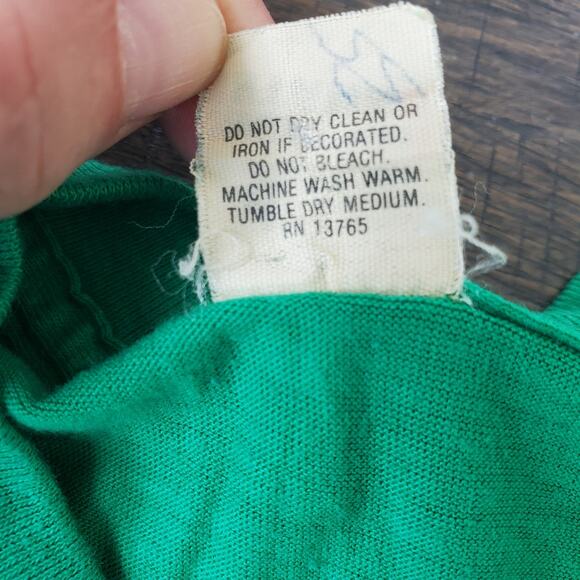 DO NOT DRY CLEAN OR
IRON IF DECORATED.
DO NOT BLEACH.
MACHINE WASH WARM.
TUMBLE DRY MEDIUM.
RN 13765